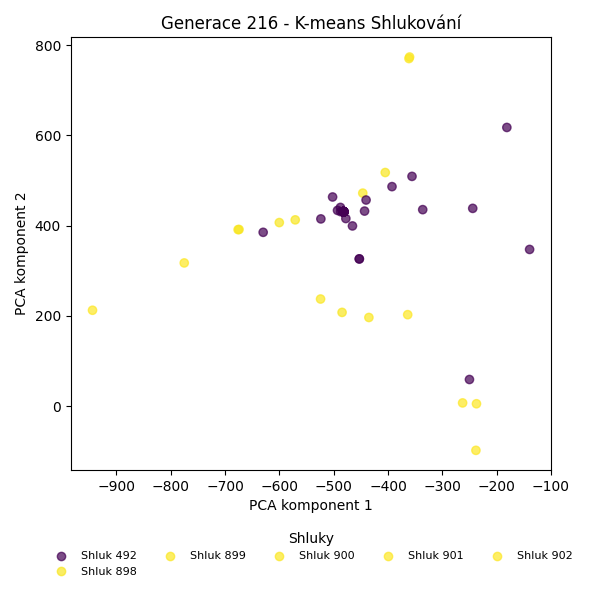 Generace 216 - K-means Shlukování
800
600
400
200
0
PCA komponent 2
−900 −800 −700 −600 −500 −400 −300 −200 −100
PCA komponent 1
Shluky
Shluk 492 Shluk 899 Shluk 900 Shluk 901 Shluk 902
Shluk 898